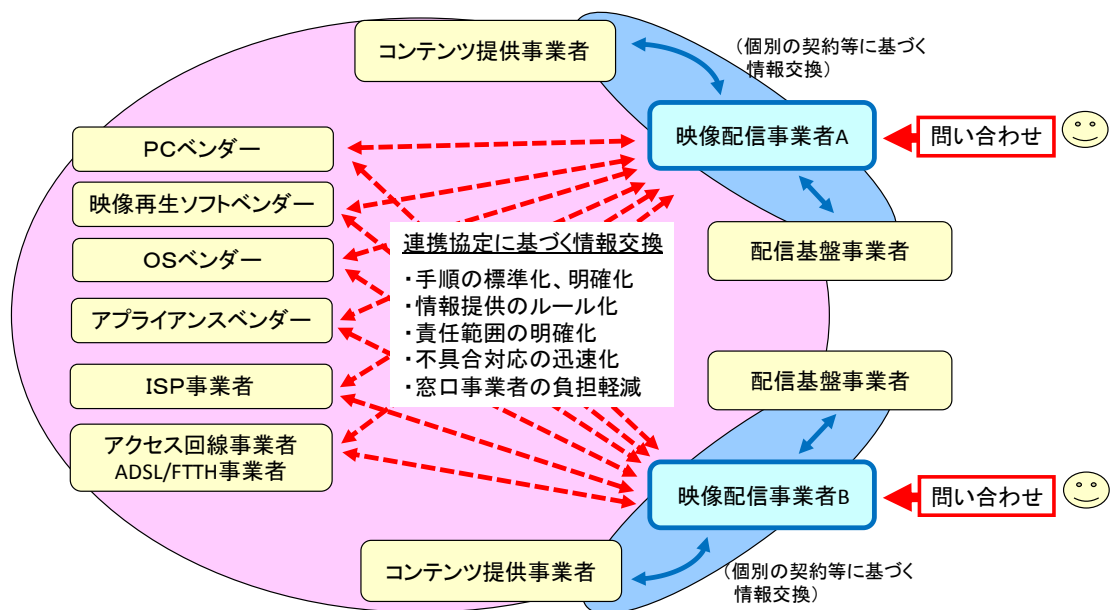 コンテンツ提供事業者
（個別の契約等に基づく
情報交換）
映像配信事業者A
問い合わせ
PCベンダー
映像再生ソフトベンダー
OSベンダー
アプライアンスベンダー
ISP事業者
アクセス回線事業者
ADSL/FTTH事業者
連携協定に基づく情報交換
・手順の標準化、明確化
・情報提供のルール化
・責任範囲の明確化
・不具合対応の迅速化
・窓口事業者の負担軽減
配信基盤事業者
配信基盤事業者
映像配信事業者B
問い合わせ
コンテンツ提供事業者
（個別の契約等に基づく
情報交換）